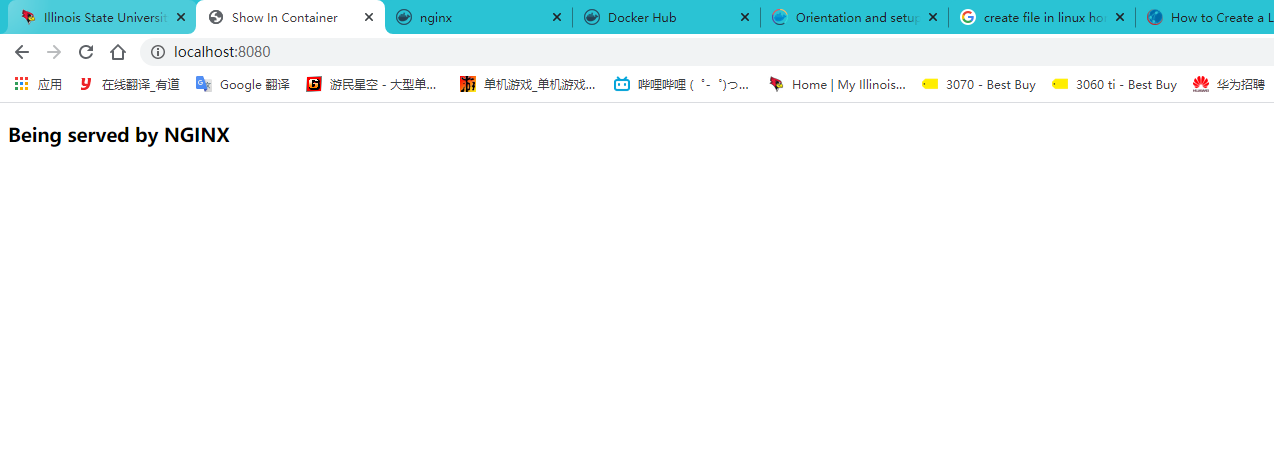 Illinois State Universit Show In Container nginx Docker Hub Orientation and setup create file in linux ho How to Create a L
localhost:8080
应用 在线翻译_有道 Google 翻译 游民星空 - 大型单... 单机游戏_单机游戏... 哔哩哔哩 ( ゜- ゜)つ... Home | My Illinois... 3070 - Best Buy 3060 ti - Best Buy 华为招聘
Being served by NGINX